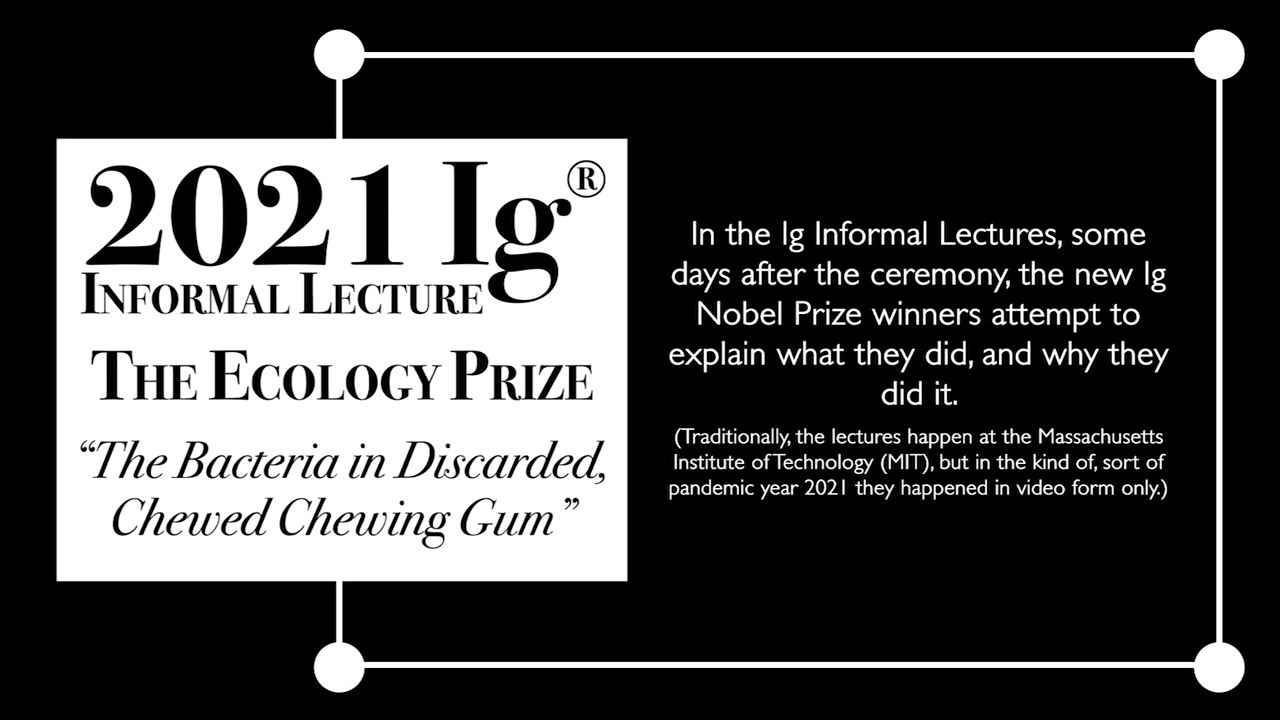 2021 Ig®
Informal Lecture
The Ecology Prize
“The Bacteria in Discarded,
Chewed Chewing Gum”
In the Ig Informal Lectures, some
days after the ceremony, the new Ig
Nobel Prize winners attempt to
explain what they did, and why they
did it.
(Traditionally, the lectures happen at the Massachusetts
Institute of Technology (MIT), but in the kind of, sort of
pandemic year 2021 they happened in video form only.)